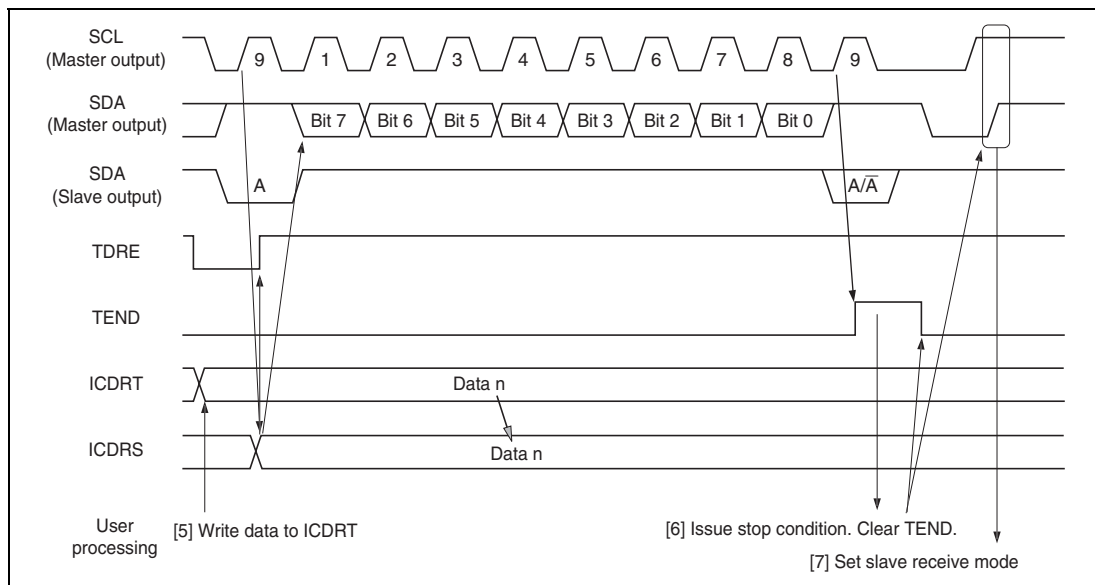 SCL
(Master output)
9 1 2 3 4 5 6 7 8 9
SDA
(Master output)
Bit 7 Bit 6 Bit 5 Bit 4 Bit 3 Bit 2 Bit 1 Bit 0
SDA
(Slave output)
A A/A̅
TDRE
TEND
ICDRT
Data n
ICDRS
Data n
User
processing
[5] Write data to ICDRT
[6] Issue stop condition. Clear TEND.
[7] Set slave receive mode